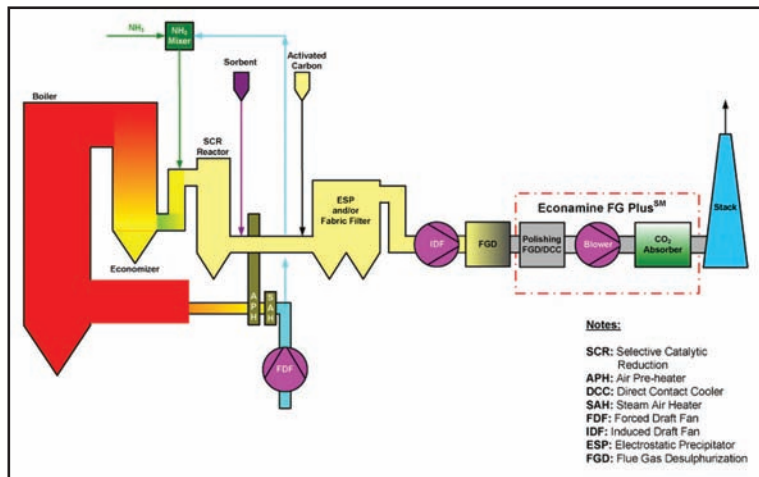 NH3
NH3
Mixer
Sorbent
Activated
Carbon
Boiler
SCR
Reactor
ESP
and/or
Fabric Filter
Economizer
APH
SAH
FDF
IDF
FGD
Econamine FG PlusSM
Polishing
FGD/DCC
Blower
CO2
Absorber
Stack
Notes:
SCR: Selective Catalytic
Reduction
APH: Air Pre-heater
DCC: Direct Contact Cooler
SAH: Steam Air Heater
FDF: Forced Draft Fan
IDF: Induced Draft Fan
ESP: Electrostatic Precipitator
FGD: Flue Gas Desulphurization